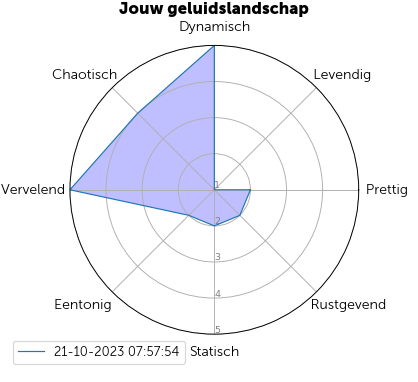 Jouw geluidslandschap
Dynamisch
Chaotisch
Levendig
Vervelend
1
Prettig
2
3
Eentonig
4
Rustgevend
5
21-10-2023 07:57:54
Statisch